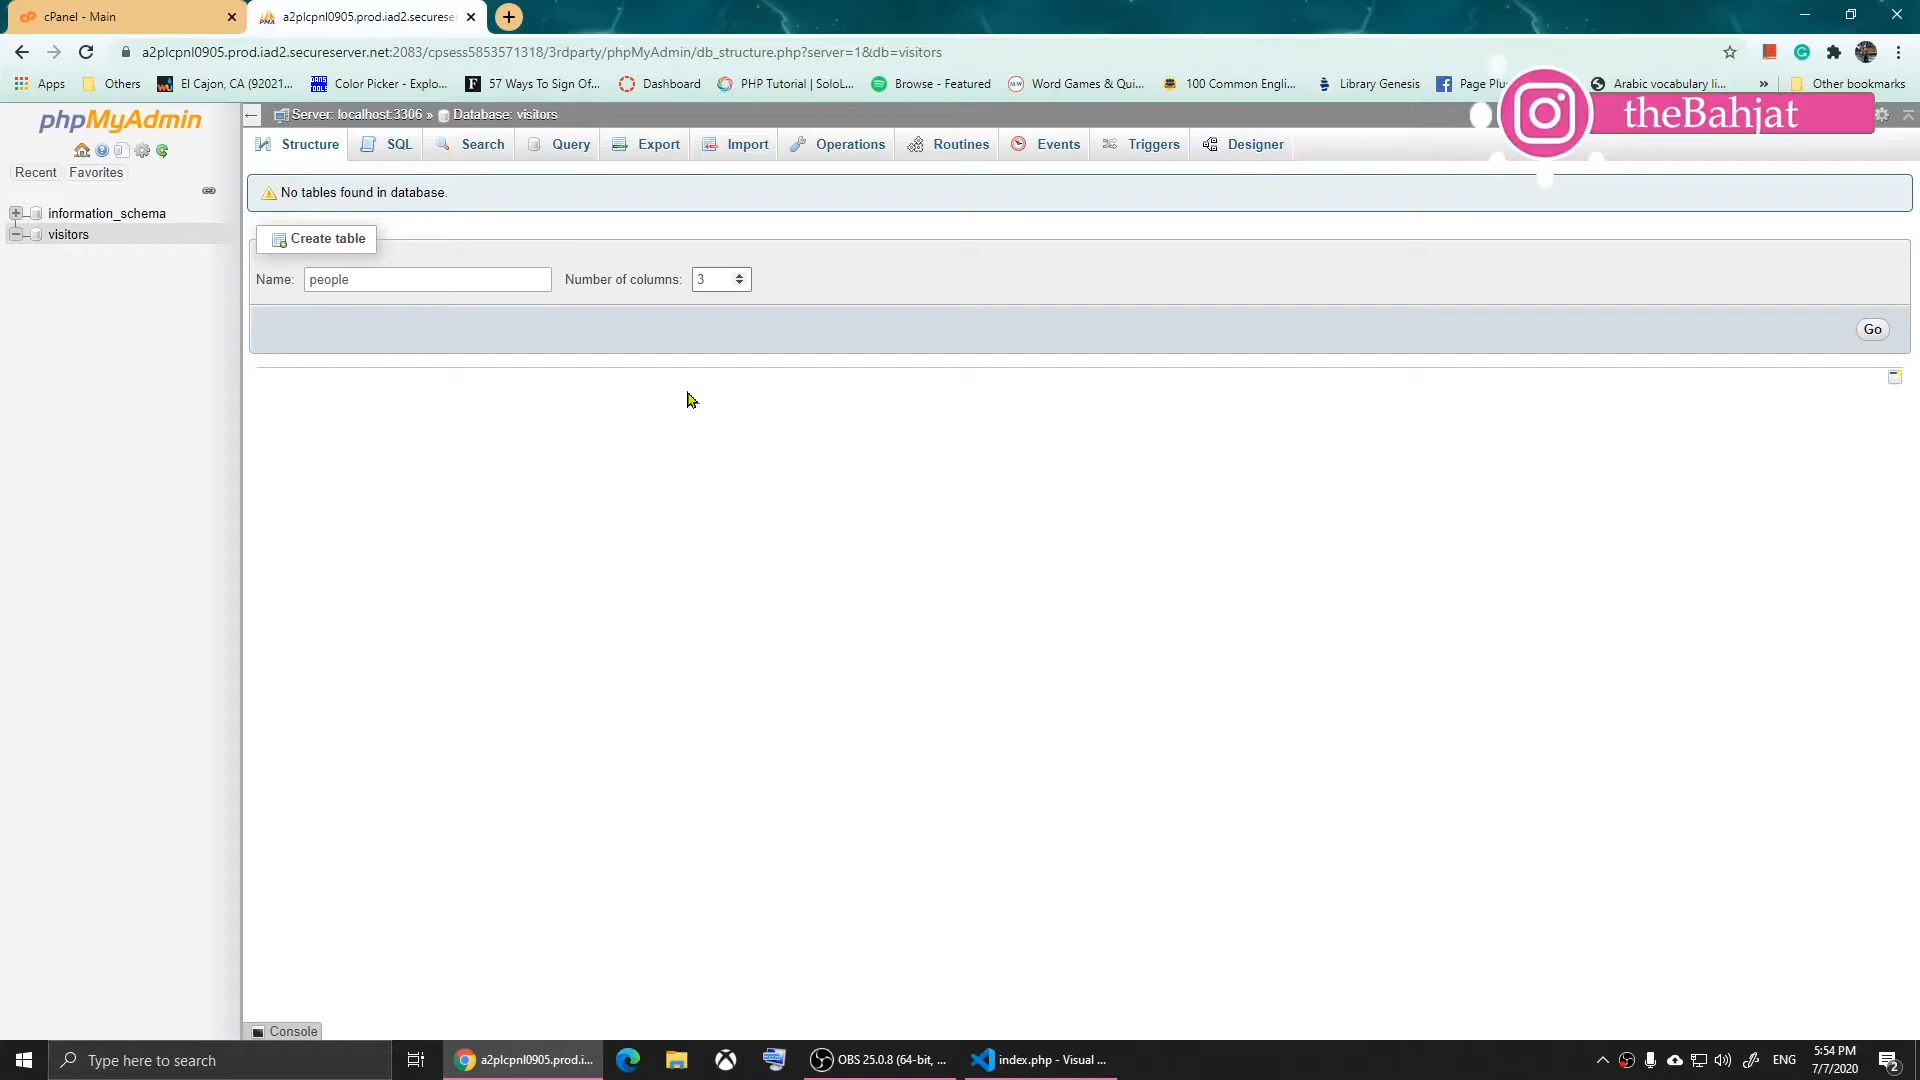 cPanel - Main
a2plcpnl0905.prod.iad2.secureser
a2plcpnl0905.prod.iad2.secureserver.net:2083/cpsess5853571318/3rdparty/phpMyAdmin/db_structure.php?server=1&db=visitors
Apps Others El Cajon, CA (92021... Color Picker - Explo... 57 Ways To Sign Of... Dashboard PHP Tutorial | SoloL... Browse - Featured Word Games & Qui... 100 Common Engli... Library Genesis Page Plu Arabic vocabulary li... » Other bookmarks
theBahjat
phpMyAdmin
Server: localhost:3306 » Database: visitors
Structure SQL Search Query Export Import Operations Routines Events Triggers Designer
Recent Favorites
No tables found in database.
information_schema
visitors
Create table
Name: people Number of columns: 3
Go
Console
Type here to search
a2plcpnl0905.prod.i...
OBS 25.0.8 (64-bit, ...
index.php - Visual ...
ENG
5:54 PM
7/7/2020
2